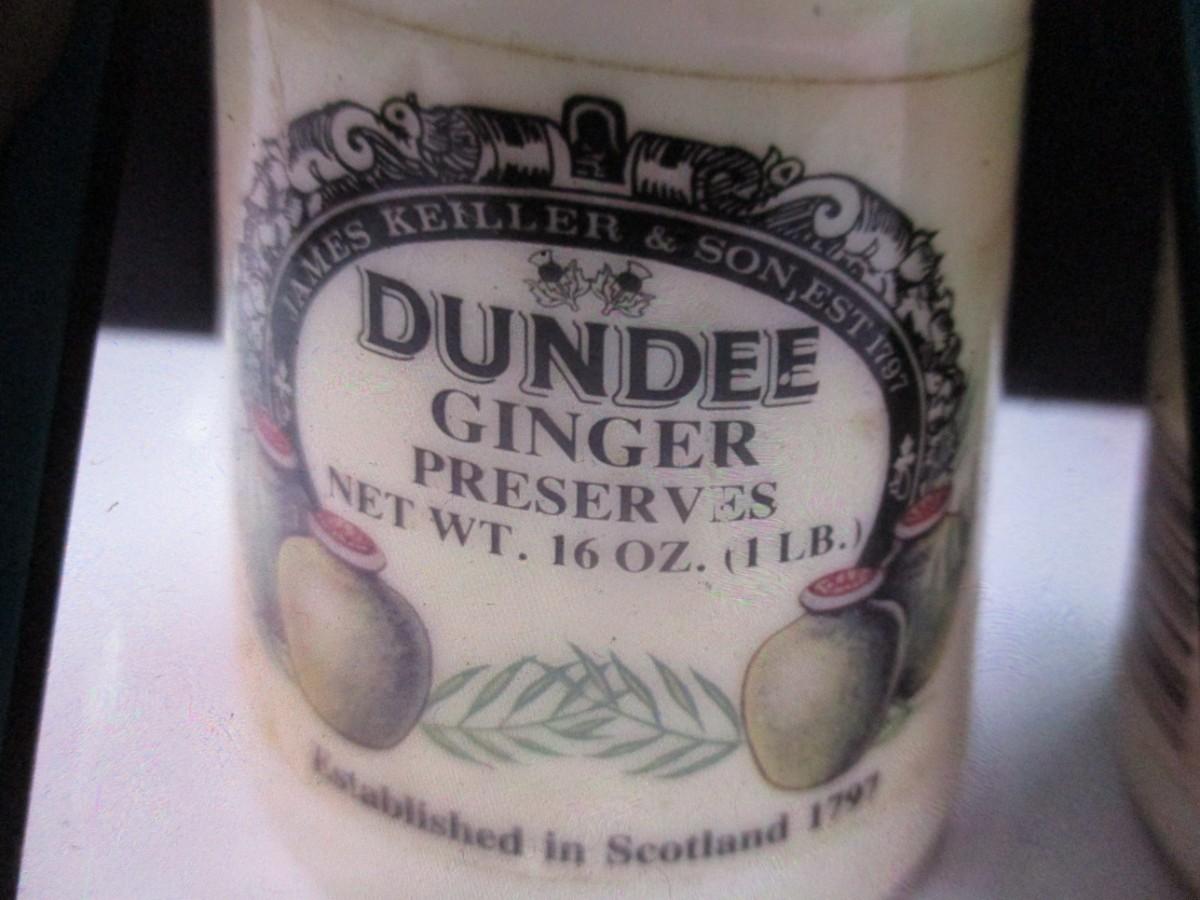 JAMES KEILLER & SON, EST 1797
DUNDEE
GINGER
PRESERVES
NET WT. 16 OZ. (1 LB.)
Established in Scotland 1797